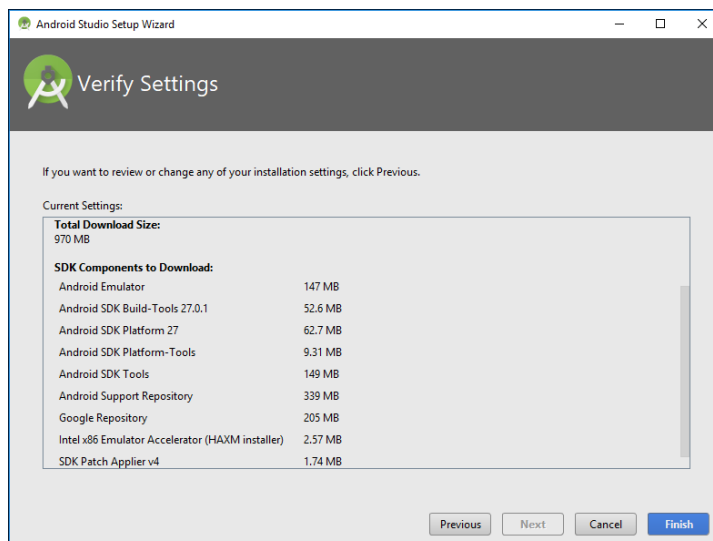 Android Studio Setup Wizard
Verify Settings
If you want to review or change any of your installation settings, click Previous.
Current Settings:
Total Download Size:
970 MB
SDK Components to Download:
Android Emulator 147 MB
Android SDK Build-Tools 27.0.1 52.6 MB
Android SDK Platform 27 62.7 MB
Android SDK Platform-Tools 9.31 MB
Android SDK Tools 149 MB
Android Support Repository 339 MB
Google Repository 205 MB
Intel x86 Emulator Accelerator (HAXM installer) 2.57 MB
SDK Patch Applier v4 1.74 MB
Previous Next Cancel Finish